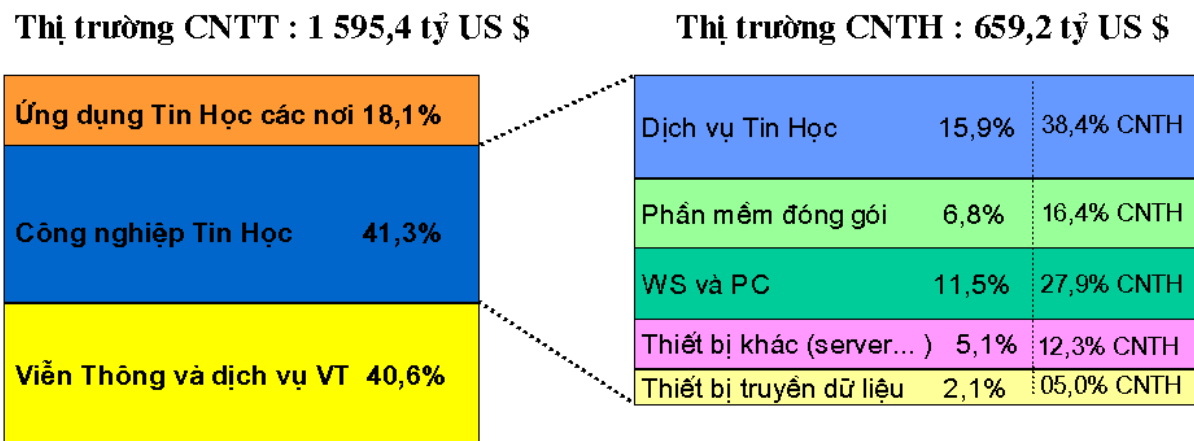 Thị trường CNTT : 1 595,4 tỷ US $
Thị trường CNTH : 659,2 tỷ US $
Ứng dụng Tin Học các nơi 18,1%
Công nghiệp Tin Học 41,3%
Viễn Thông và dịch vụ VT 40,6%
Dịch vụ Tin Học 15,9% 38,4% CNTH
Phần mềm đóng gói 6,8% 16,4% CNTH
WS và PC 11,5% 27,9% CNTH
Thiết bị khác (server... ) 5,1% 12,3% CNTH
Thiết bị truyền dữ liệu 2,1% 05,0% CNTH